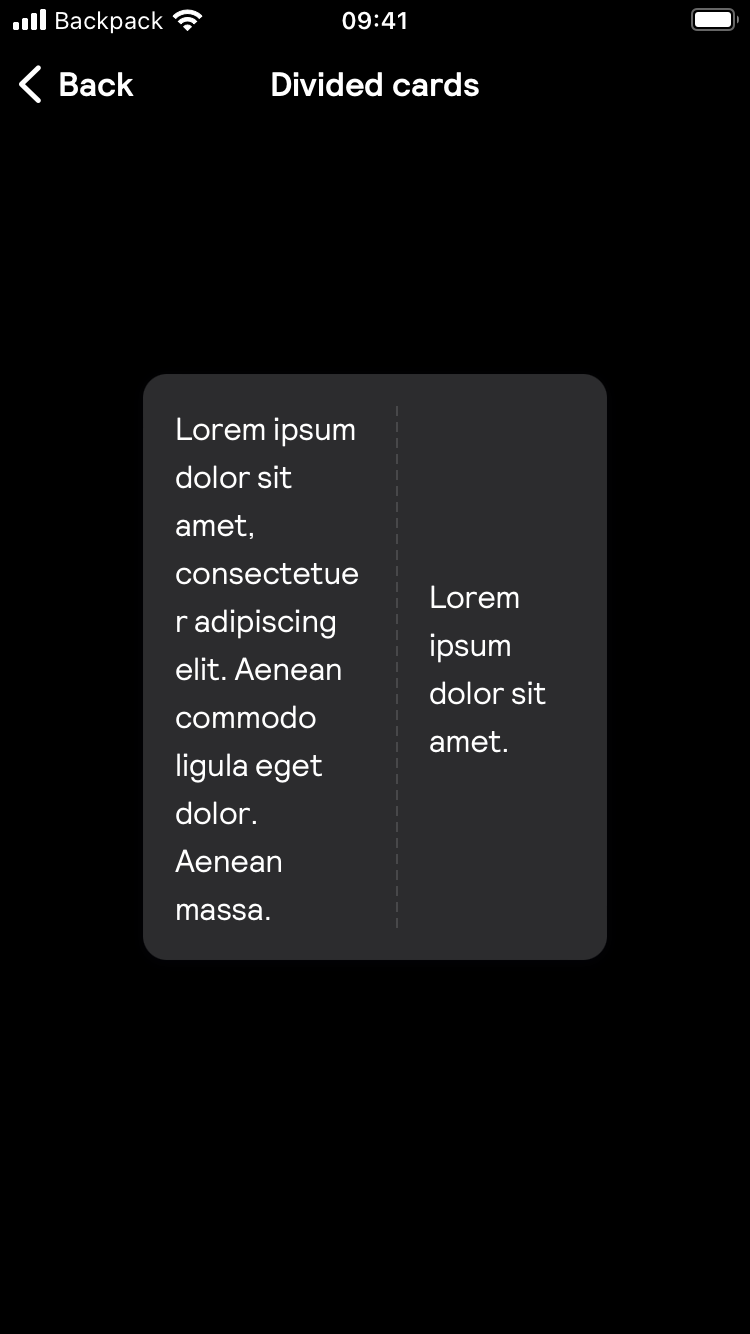 Backpack
09:41
Back
Divided cards
Lorem ipsum
dolor sit
amet,
consectetue
r adipiscing
elit. Aenean
commodo
ligula eget
dolor.
Aenean
massa.
Lorem
ipsum
dolor sit
amet.